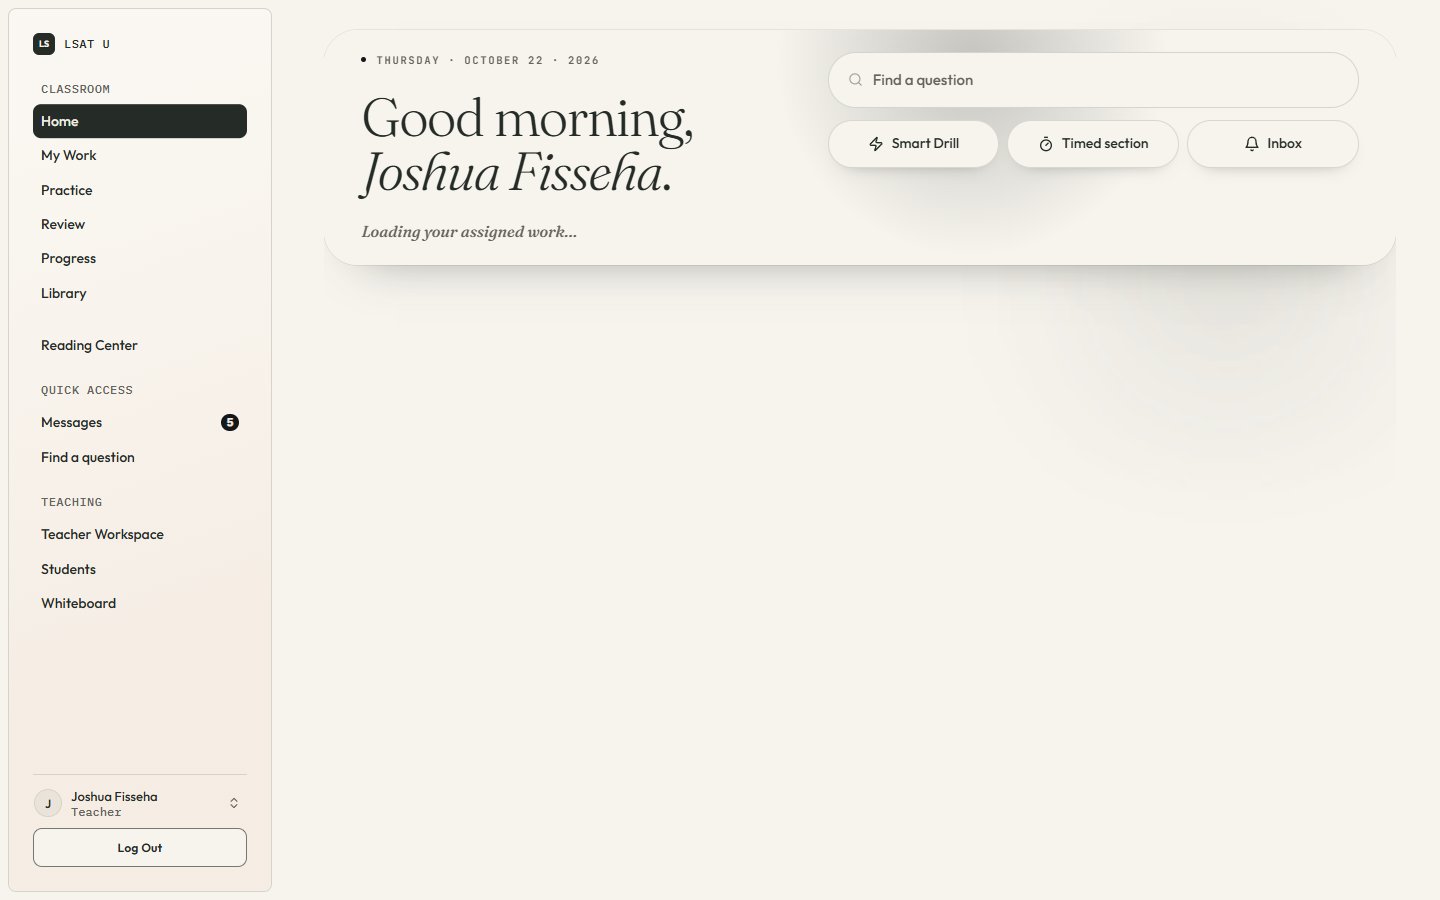 LS LSAT U
CLASSROOM
Home
My Work
Practice
Review
Progress
Library
Reading Center
QUICK ACCESS
Messages 5
Find a question
TEACHING
Teacher Workspace
Students
Whiteboard
J Joshua Fisseha
Teacher
Log Out
THURSDAY · OCTOBER 22 · 2026
Good morning,
Joshua Fisseha.
Loading your assigned work...
Find a question
Smart Drill Timed section Inbox